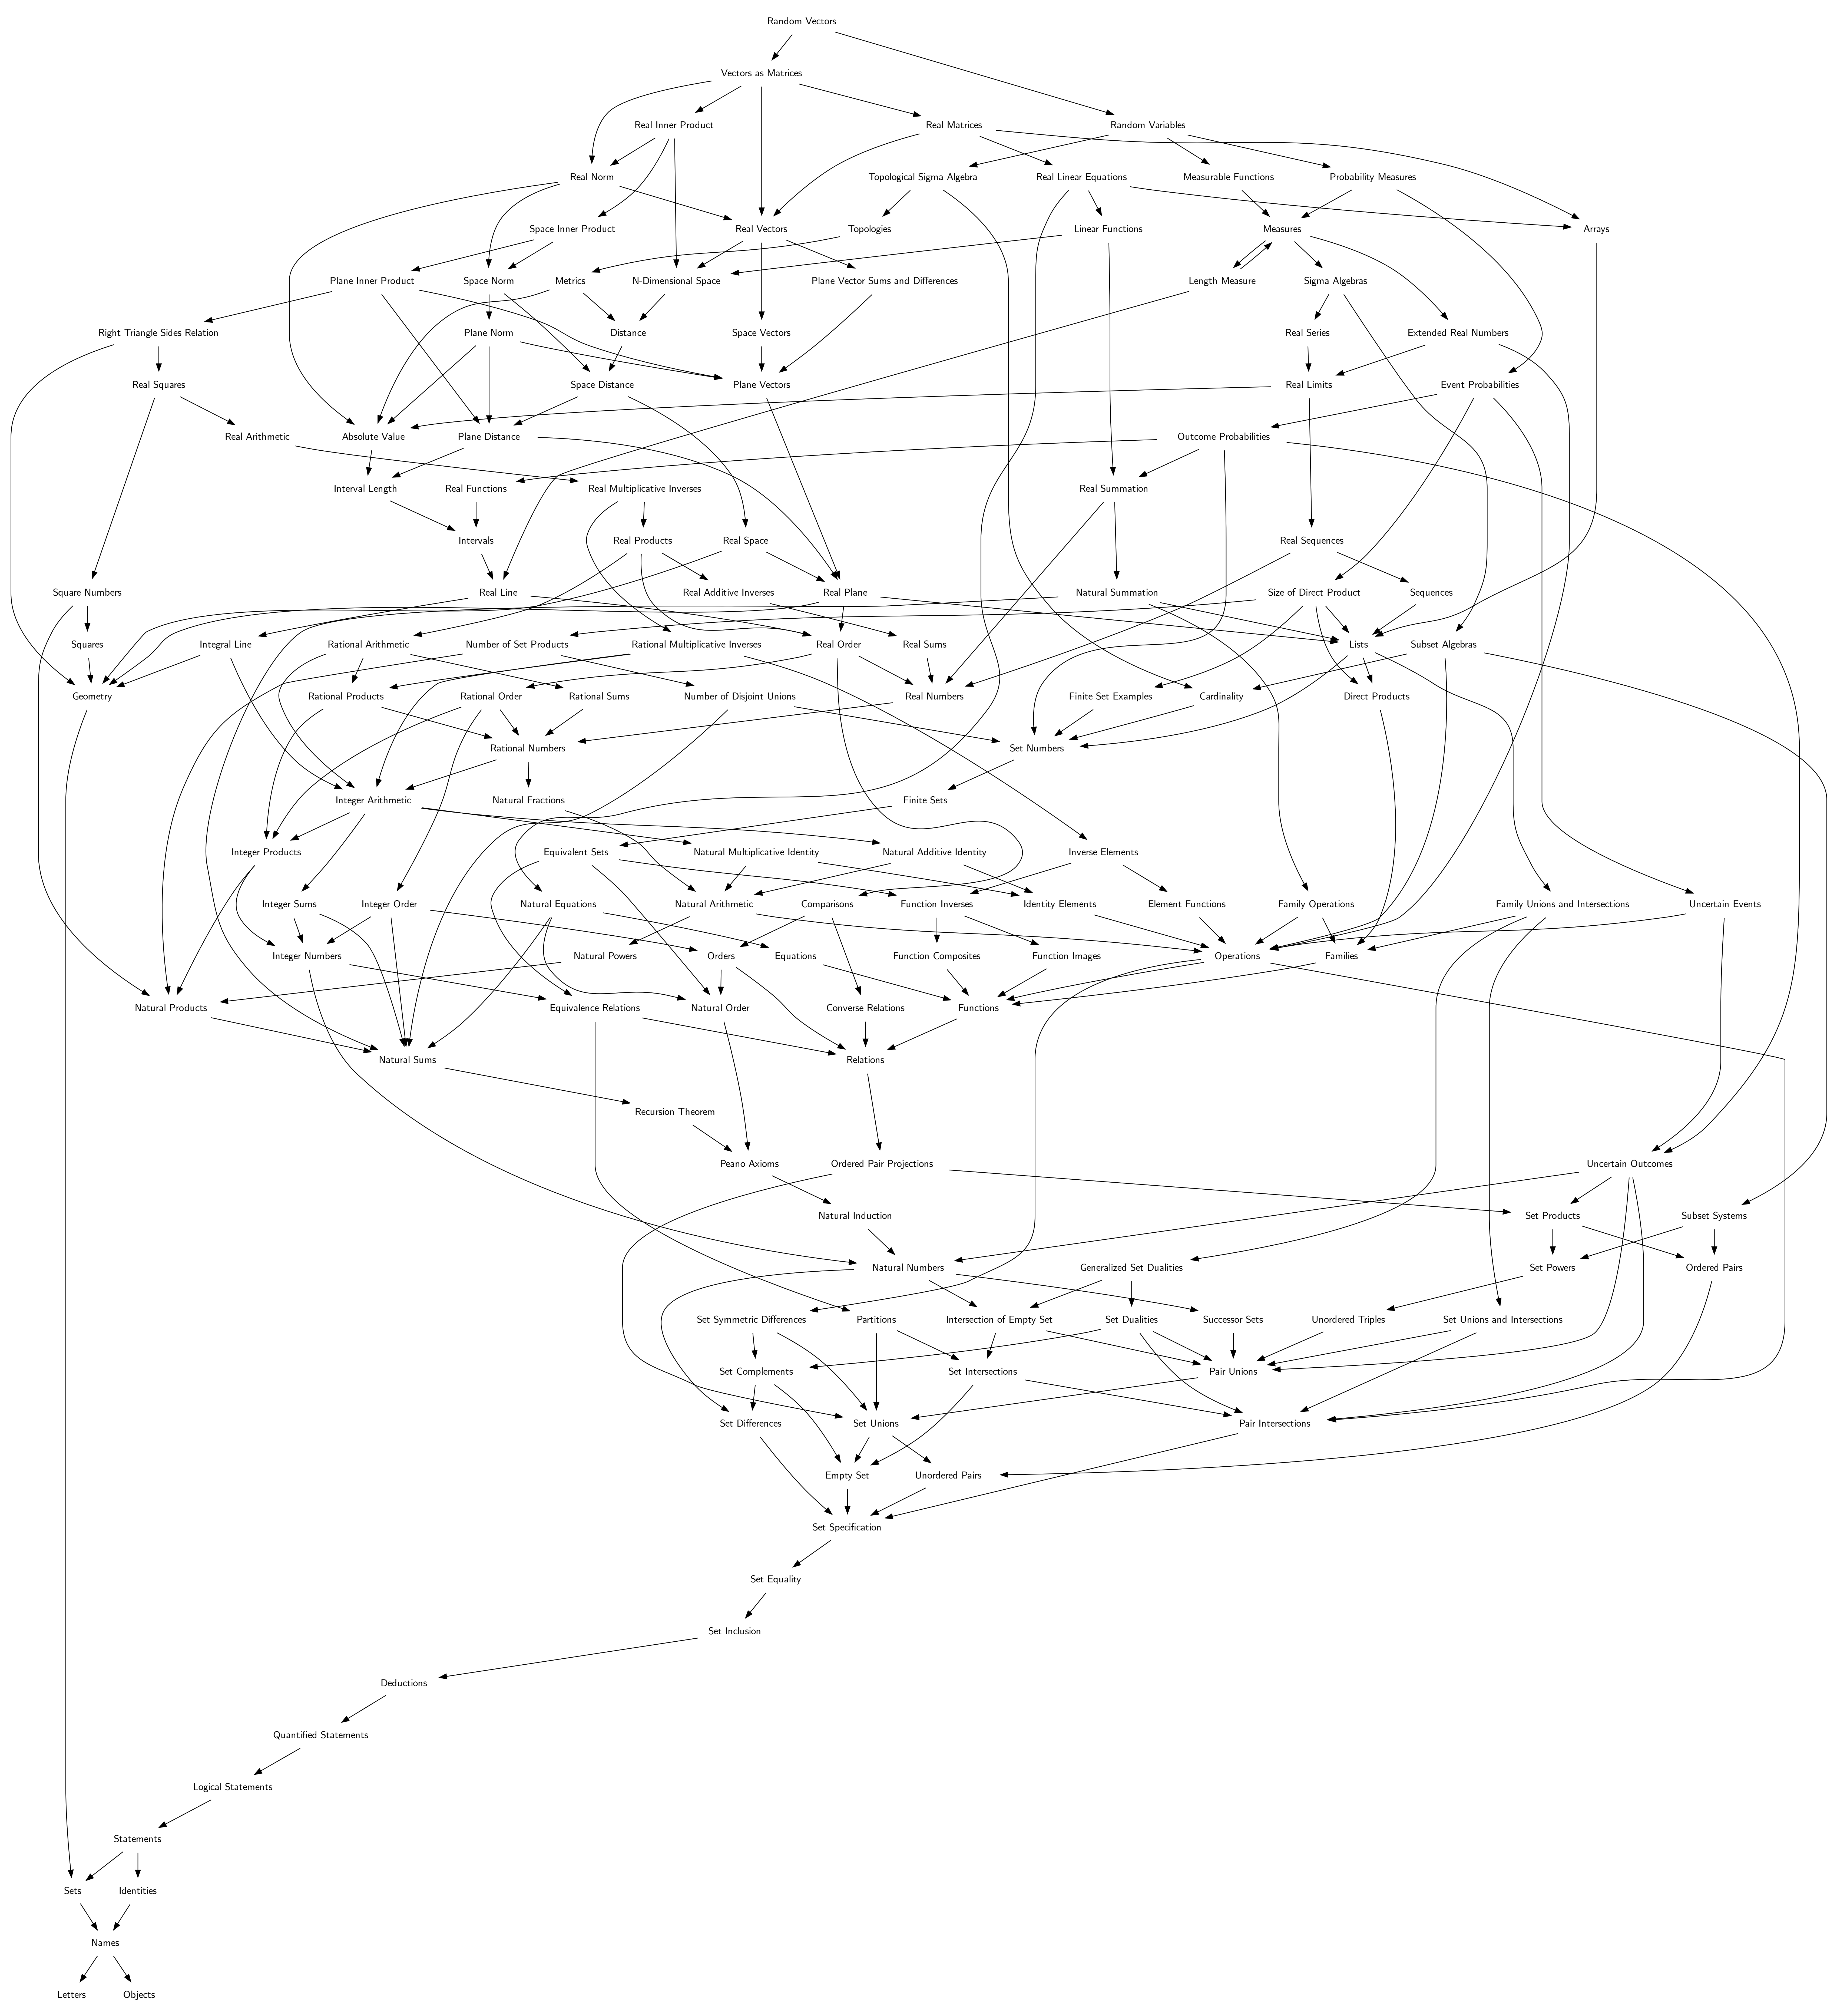 Random Vectors
Vectors as Matrices
Real Inner Product
Real Matrices
Random Variables
Real Norm
Topological Sigma Algebra
Real Linear Equations
Measurable Functions
Probability Measures
Space Inner Product
Real Vectors
Topologies
Linear Functions
Measures
Arrays
Plane Inner Product
Space Norm
Metrics
N-Dimensional Space
Plane Vector Sums and Differences
Length Measure
Sigma Algebras
Right Triangle Sides Relation
Plane Norm
Distance
Space Vectors
Real Series
Extended Real Numbers
Real Squares
Space Distance
Plane Vectors
Real Limits
Event Probabilities
Real Arithmetic
Absolute Value
Plane Distance
Outcome Probabilities
Interval Length
Real Functions
Real Multiplicative Inverses
Real Summation
Intervals
Real Products
Real Space
Real Sequences
Square Numbers
Real Line
Real Additive Inverses
Real Plane
Natural Summation
Size of Direct Product
Sequences
Squares
Integral Line
Rational Arithmetic
Number of Set Products
Rational Multiplicative Inverses
Real Order
Real Sums
Lists
Subset Algebras
Geometry
Rational Products
Rational Order
Rational Sums
Number of Disjoint Unions
Real Numbers
Finite Set Examples
Cardinality
Direct Products
Rational Numbers
Set Numbers
Integer Arithmetic
Natural Fractions
Finite Sets
Integer Products
Equivalent Sets
Natural Multiplicative Identity
Natural Additive Identity
Inverse Elements
Integer Sums
Integer Order
Natural Equations
Natural Arithmetic
Comparisons
Function Inverses
Identity Elements
Element Functions
Family Operations
Family Unions and Intersections
Uncertain Events
Integer Numbers
Natural Powers
Orders
Equations
Function Composites
Function Images
Operations
Families
Natural Products
Equivalence Relations
Natural Order
Converse Relations
Functions
Natural Sums
Relations
Recursion Theorem
Peano Axioms
Ordered Pair Projections
Uncertain Outcomes
Natural Induction
Set Products
Subset Systems
Natural Numbers
Generalized Set Dualities
Set Powers
Ordered Pairs
Set Symmetric Differences
Partitions
Intersection of Empty Set
Set Dualities
Successor Sets
Unordered Triples
Set Unions and Intersections
Set Complements
Set Intersections
Pair Unions
Set Differences
Set Unions
Pair Intersections
Empty Set
Unordered Pairs
Set Specification
Set Equality
Set Inclusion
Deductions
Quantified Statements
Logical Statements
Statements
Sets
Identities
Names
Letters
Objects